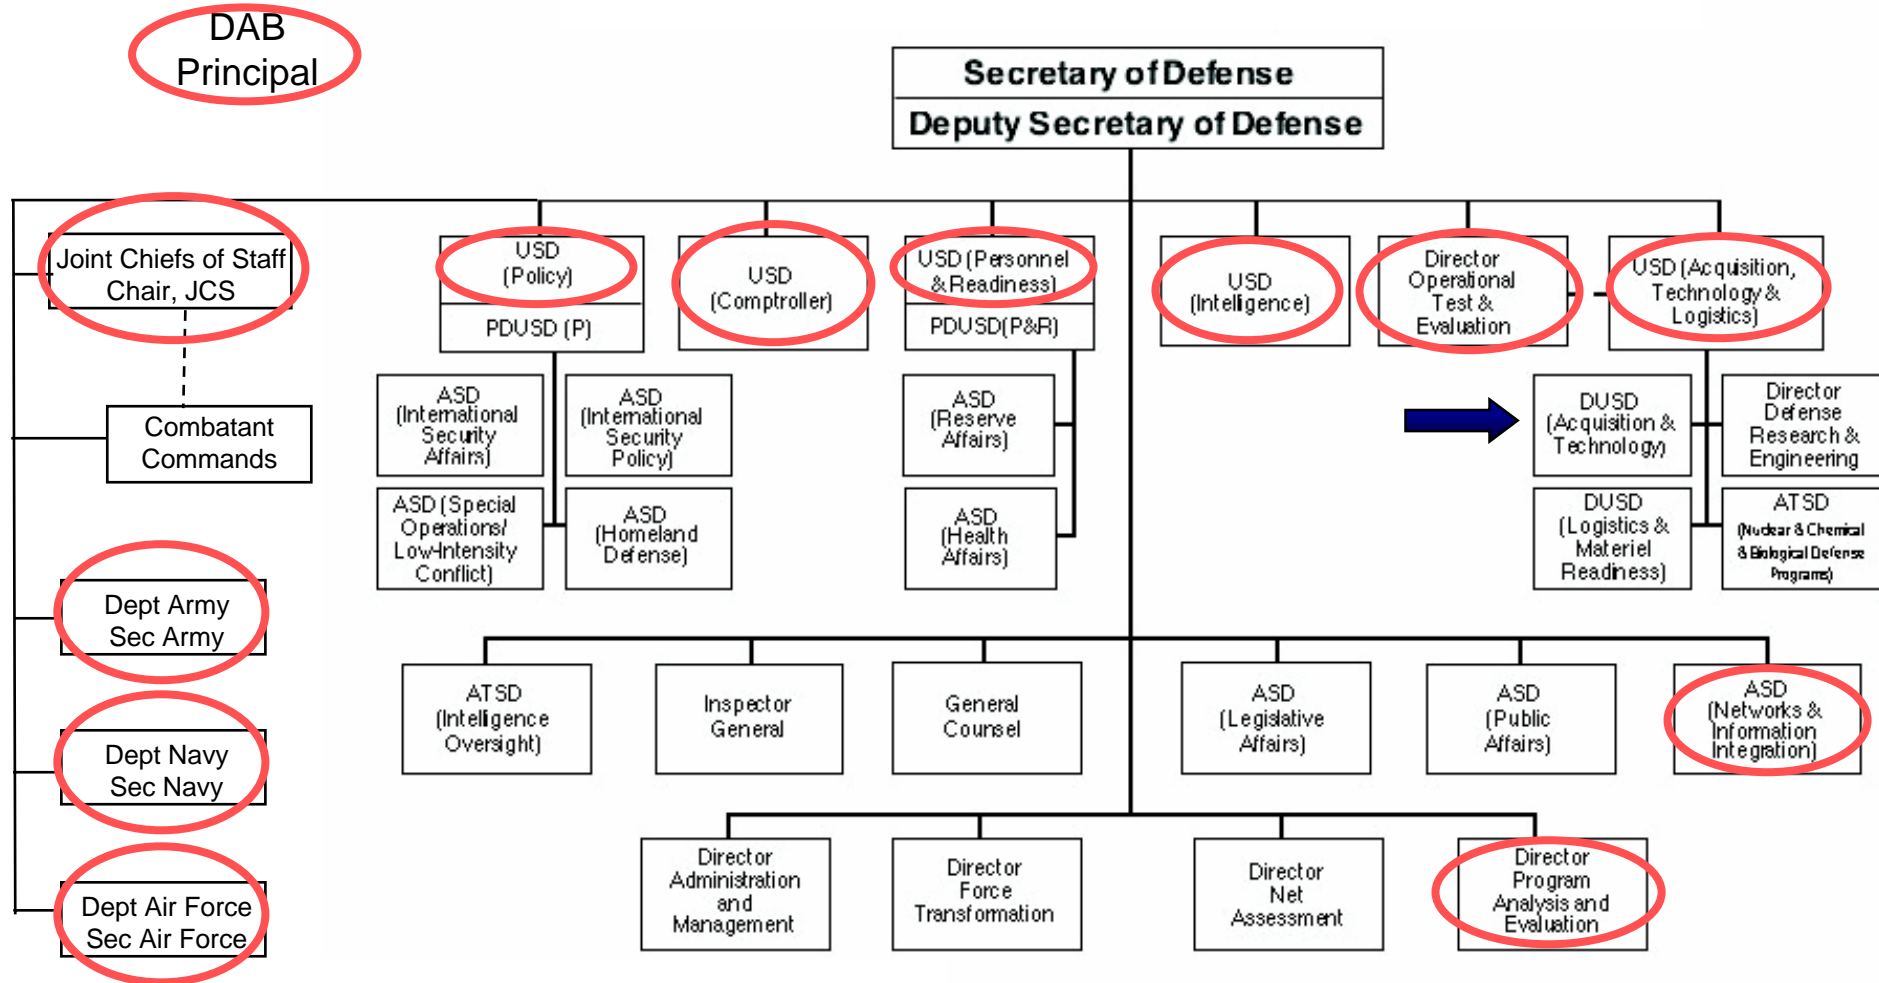 DAB
Principal
Secretary of Defense
Deputy Secretary of Defense
Joint Chiefs of Staff
Chair, JCS
Combatant
Commands
Dept Army
Sec Army
Dept Navy
Sec Navy
Dept Air Force
Sec Air Force
USD
(Policy)
PDUSD (P)
USD
(Comptroller)
USD (Personnel
& Readiness)
PDUSD(P&R)
USD
(Intelligence)
Director
Operational
Test &
Evaluation
USD (Acquisition,
Technology &
Logistics)
ASD
(International
Security
Affairs)
ASD
(International
Security
Policy)
ASD (Special
Operations/
Low-Intensity
Conflict)
ASD
(Homeland
Defense)
ASD
(Reserve
Affairs)
ASD
(Health
Affairs)
DUSD
(Acquisition &
Technology)
Director
Defense
Research &
Engineering
DUSD
(Logistics &
Materiel
Readiness)
ATSD
(Nuclear & Chemical
& Biological Defense
Programs)
ATSD
(Intelligence
Oversight)
Inspector
General
General
Counsel
ASD
(Legislative
Affairs)
ASD
(Public
Affairs)
ASD
(Networks &
Information
Integration)
Director
Administration
and
Management
Director
Force
Transformation
Director
Net
Assessment
Director
Program
Analysis and
Evaluation